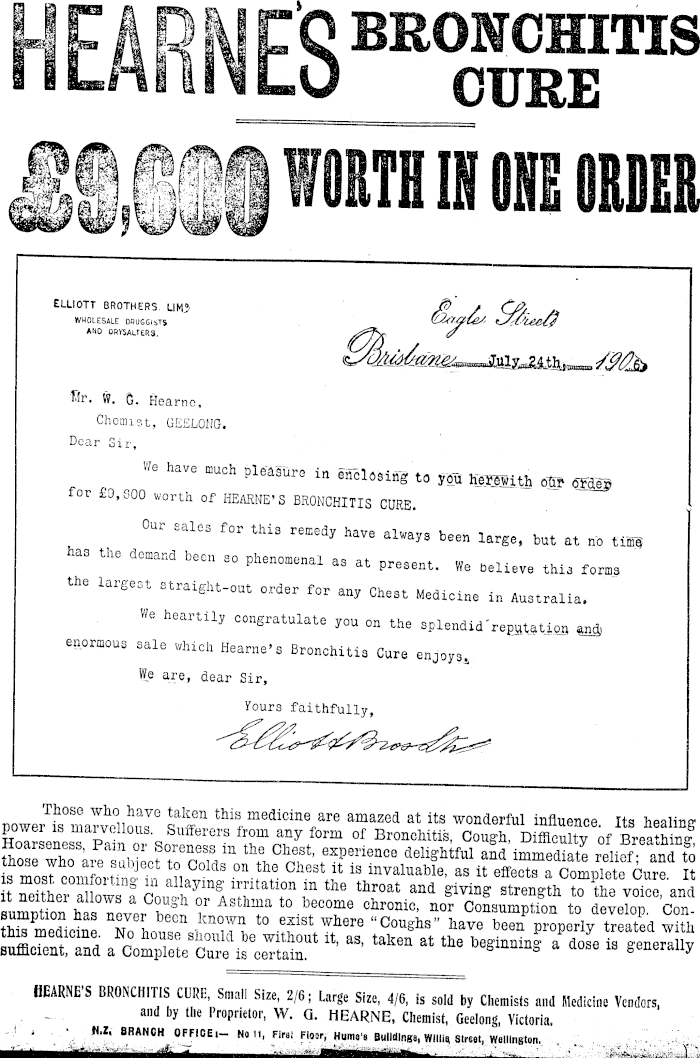 HEARNE'S BRONCHITIS
CURE
£9,600 WORTH IN ONE ORDER
ELLIOTT BROTHERS. LIMD
WHOLESALE DRUGGISTS
AND DRYSALTERS.
Eagle Street
Brisbane July 24th, 1906
Mr. W. G. Hearne,
Chemist, GEELONG.
Dear Sir,
We have much pleasure in enclosing to you herewith our order
for £9,600 worth of HEARNE'S BRONCHITIS CURE.
Our sales for this remedy have always been large, but at no time
has the demand been so phenomenal as at present. We believe this forms
the largest straight-out order for any Chest Medicine in Australia.
We heartily congratulate you on the splendid reputation and
enormous sale which Hearne's Bronchitis Cure enjoys.
We are, dear Sir,
Yours faithfully,
Elliott Bros Ltd
Those who have taken this medicine are amazed at its wonderful influence. Its healing
power is marvellous. Sufferers from any form of Bronchitis, Cough, Difficulty of Breathing,
Hoarseness, Pain or Soreness in the Chest, experience delightful and immediate relief; and to
those who are subject to Colds on the Chest it is invaluable, as it effects a Complete Cure. It
is most comforting in allaying irritation in the throat and giving strength to the voice, and
it neither allows a Cough or Asthma to become chronic, nor Consumption to develop. Con-
sumption has never been known to exist where "Coughs" have been properly treated with
this medicine. No house should be without it, as, taken at the beginning a dose is generally
sufficient, and a Complete Cure is certain.
HEARNE'S BRONCHITIS CURE, Small Size, 2/6; Large Size, 4/6, is sold by Chemists and Medicine Vendors,
and by the Proprietor, W. G. HEARNE, Chemist, Geelong, Victoria.
N.Z. BRANCH OFFICE:— No 11, First Floor, Hume's Buildings, Willis Street, Wellington.